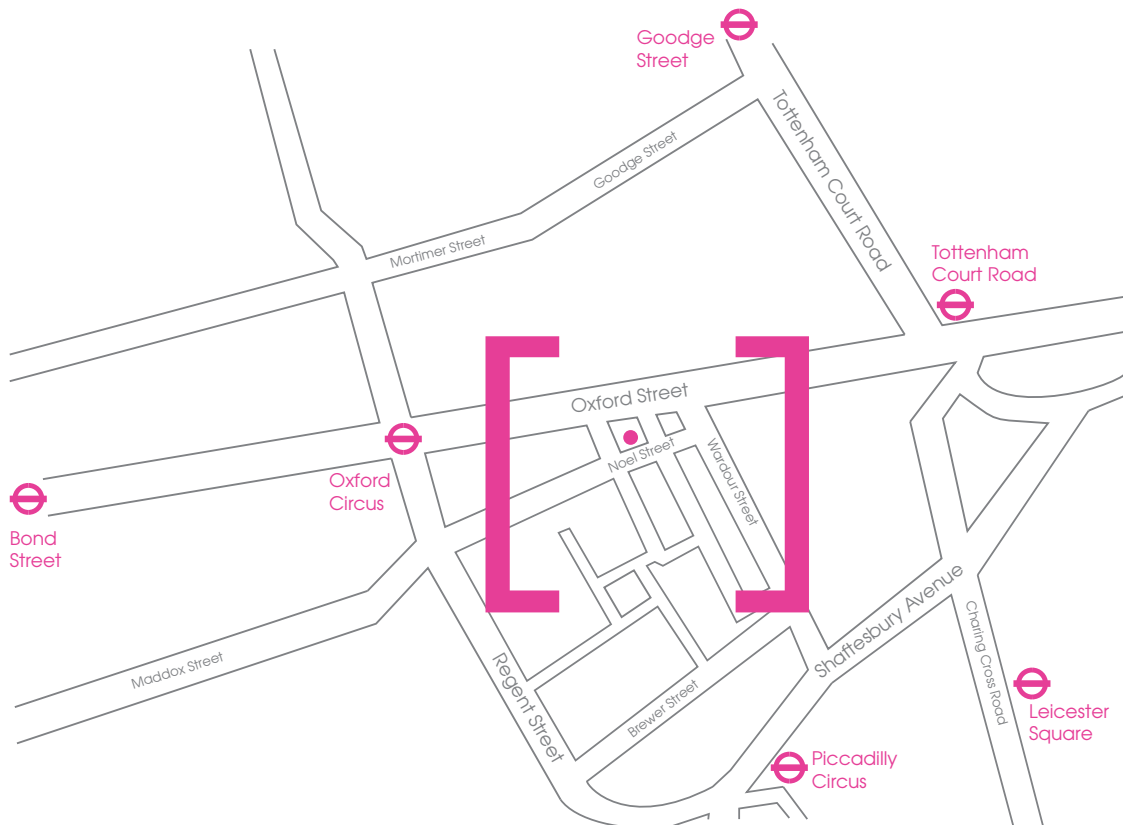 Goodge
Street
Tottenham Court Road
Goodge Street
Mortimer Street
Tottenham
Court Road
Oxford Street
Noel Street
Wardour Street
Oxford
Circus
Bond
Street
Maddox Street
Regent Street
Brewer Street
Shaftesbury Avenue
Charing Cross Road
Leicester
Square
Piccadilly
Circus